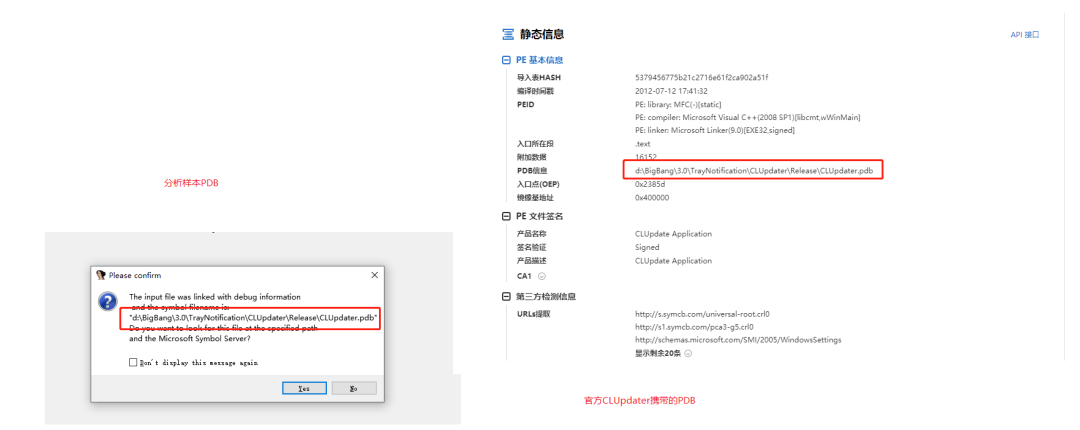 分析样本PDB
Please confirm
The input file was linked with debug information
and the symbol filename is:
"d:\BigBang\3.0\TrayNotification\CLUpdater\Release\CLUpdater.pdb"
Do you want to look for this file at the specified path
and the Microsoft Symbol Server?
Don't display this message again
Yes No
静态信息 API 接口
PE 基本信息
导入表HASH 5379456775b21c2716e61f2ca902a51f
编译时间戳 2012-07-12 17:41:32
PEID PE: library: MFC(-)[static]
PE: compiler: Microsoft Visual C++(2008 SP1)[libcmt,wWinMain]
PE: linker: Microsoft Linker(9.0)[EXE32,signed]
入口所在段 .text
附加数据 16152
PDB信息 d:\BigBang\3.0\TrayNotification\CLUpdater\Release\CLUpdater.pdb
入口点(OEP) 0x2385d
镜像基地址 0x400000
PE 文件签名
产品名称 CLUpdate Application
签名验证 Signed
产品描述 CLUpdate Application
CA1
第三方检测信息
URLs提取 http://s.symcb.com/universal-root.crl0
http://s1.symcb.com/pca3-g5.crl0
http://schemas.microsoft.com/SMI/2005/WindowsSettings
显示剩余20条
官方CLUpdater携带的PDB